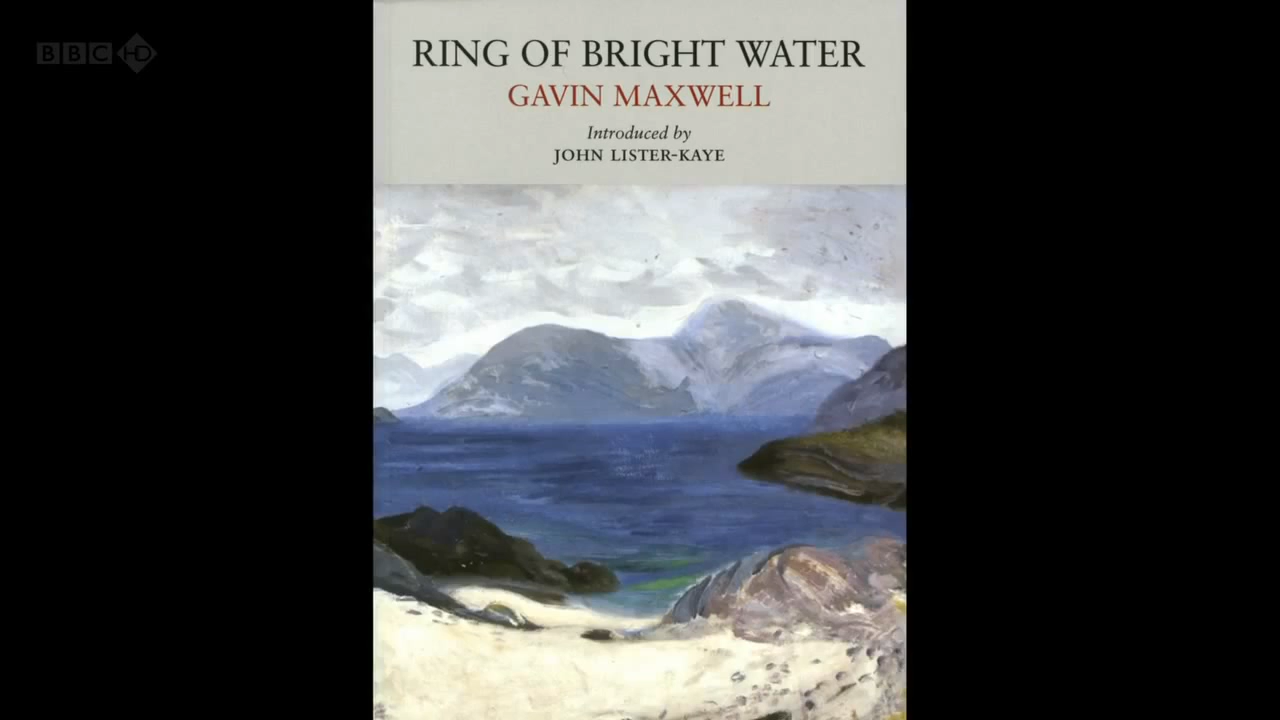 BBC HD
RING OF BRIGHT WATER
GAVIN MAXWELL
Introduced by
JOHN LISTER-KAYE